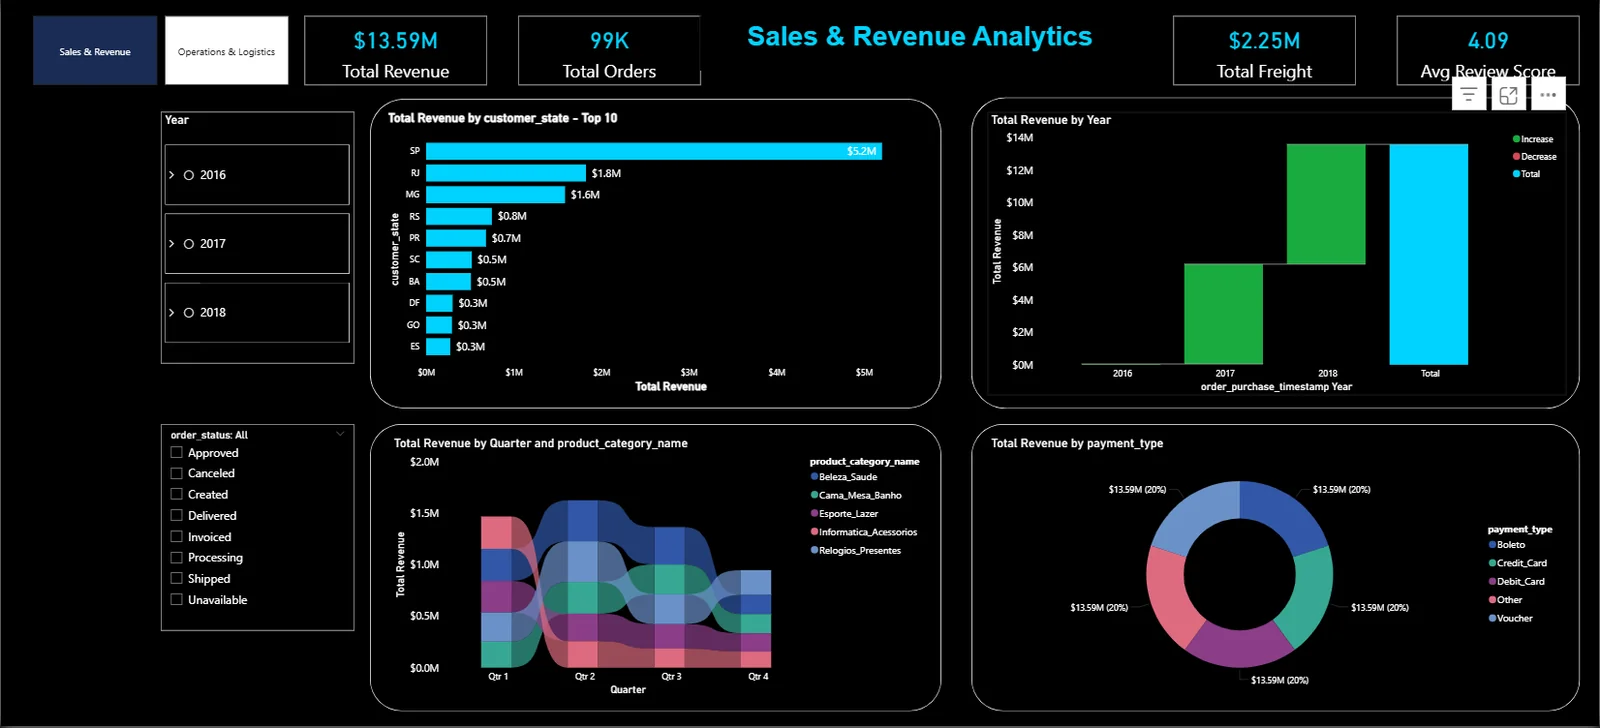 Sales & Revenue
Operations & Logistics
$13.59M
Total Revenue
99K
Total Orders
Sales & Revenue Analytics
$2.25M
Total Freight
4.09
Avg Review Score
Year
2016
2017
2018
order_status: All
Approved
Canceled
Created
Delivered
Invoiced
Processing
Shipped
Unavailable
Total Revenue by customer_state - Top 10
customer_state
SP
$5.2M
RJ
$1.8M
MG
$1.6M
RS
$0.8M
PR
$0.7M
SC
$0.5M
BA
$0.5M
DF
$0.3M
GO
$0.3M
ES
$0.3M
$0M
$1M
$2M
$3M
$4M
$5M
Total Revenue
Total Revenue by Year
Total Revenue
$14M
$12M
$10M
$8M
$6M
$4M
$2M
$0M
2016
2017
2018
Total
order_purchase_timestamp Year
Increase
Decrease
Total
Total Revenue by Quarter and product_category_name
Total Revenue
$2.0M
$1.5M
$1.0M
$0.5M
$0.0M
Qtr 1
Qtr 2
Qtr 3
Qtr 4
Quarter
product_category_name
Beleza_Saude
Cama_Mesa_Banho
Esporte_Lazer
Informatica_Acessorios
Relogios_Presentes
Total Revenue by payment_type
$13.59M (20%)
$13.59M (20%)
$13.59M (20%)
$13.59M (20%)
$13.59M (20%)
payment_type
Boleto
Credit_Card
Debit_Card
Other
Voucher